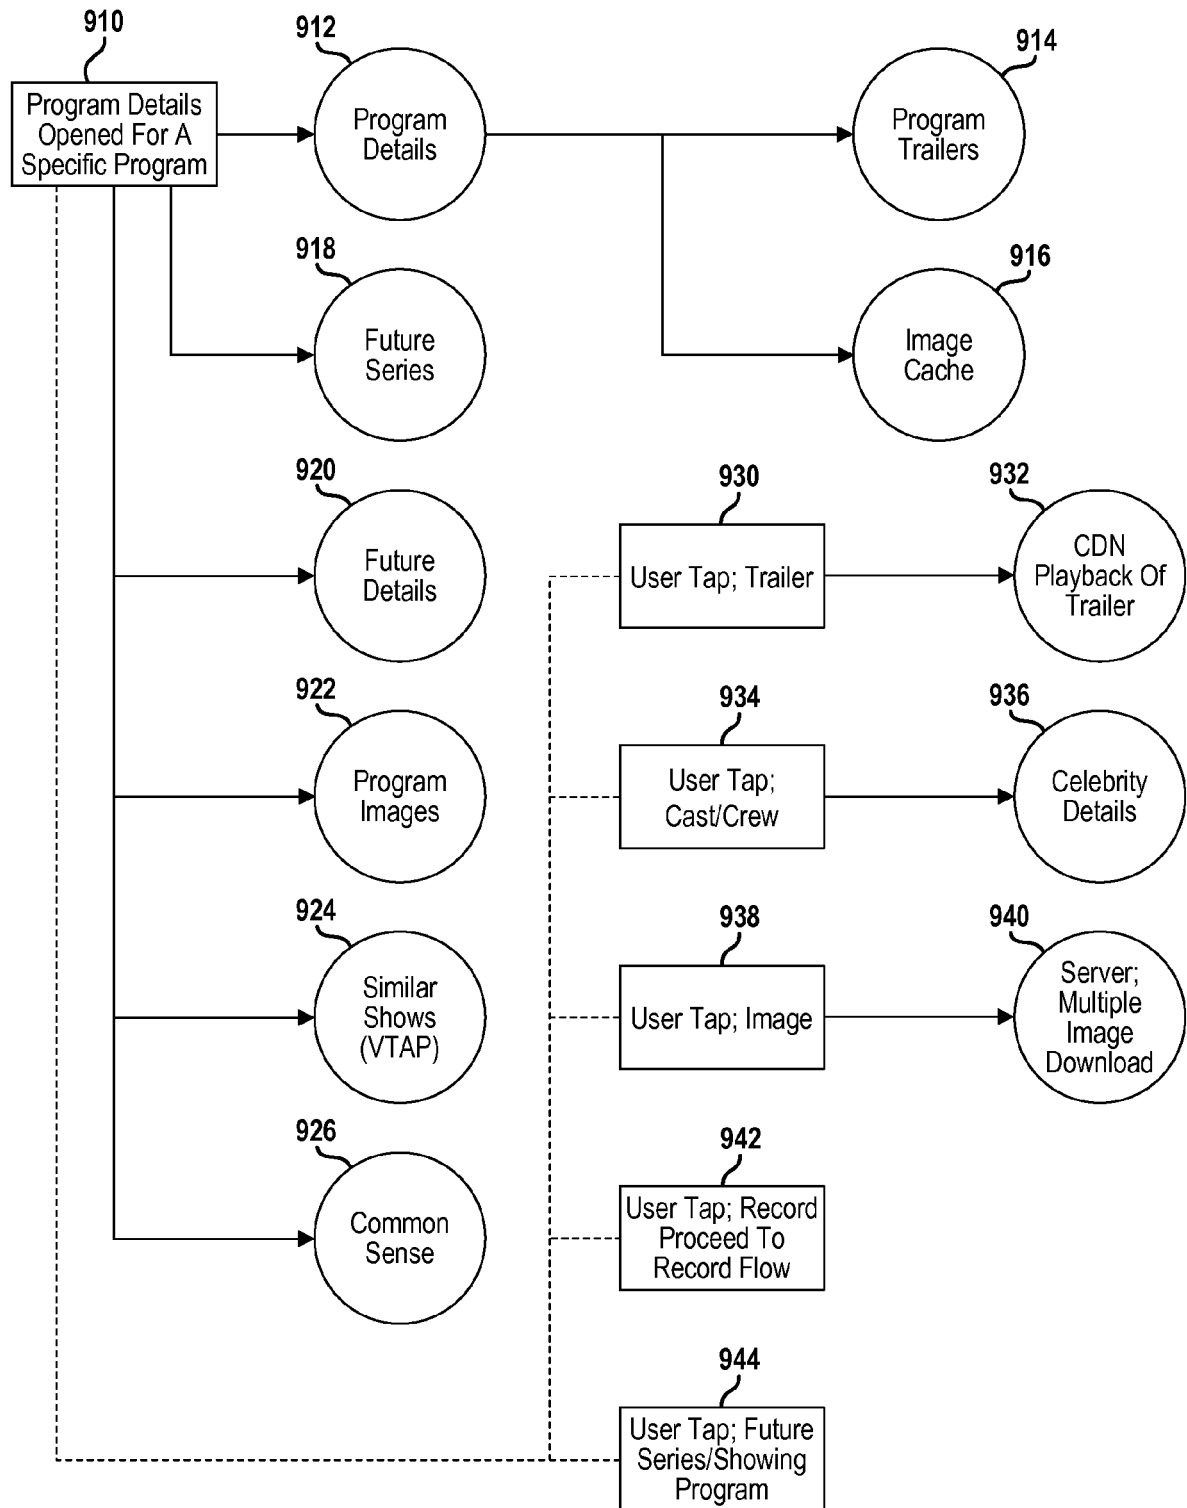 910
Program Details
Opened For A
Specific Program
912
Program
Details
914
Program
Trailers
918
Future
Series
916
Image
Cache
920
Future
Details
930
User Tap; Trailer
932
CDN
Playback Of
Trailer
922
Program
Images
934
User Tap;
Cast/Crew
936
Celebrity
Details
924
Similar
Shows
(VTAP)
938
User Tap; Image
940
Server;
Multiple
Image
Download
926
Common
Sense
942
User Tap; Record
Proceed To
Record Flow
944
User Tap; Future
Series/Showing
Program